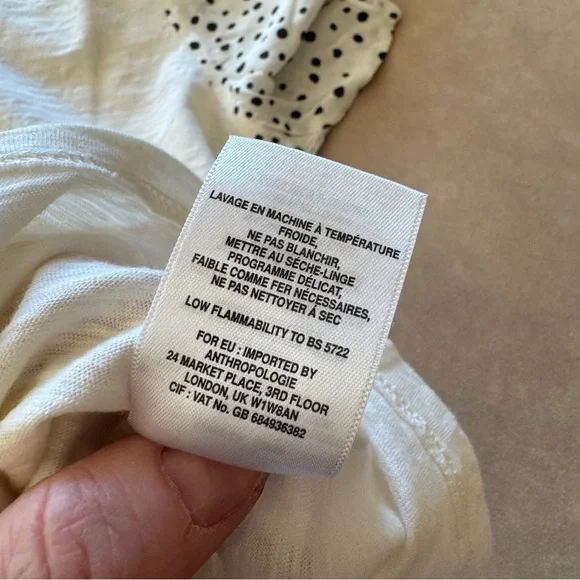 LAVAGE EN MACHINE À TEMPÉRATURE
FROIDE,
NE PAS BLANCHIR,
METTRE AU SÉCHE-LINGE
PROGRAMME DÉLICAT,
FAIBLE COMME FER NÉCESSAIRES,
NE PAS NETTOYER À SEC
LOW FLAMMABILITY TO BS 5722
FOR EU : IMPORTED BY
ANTHROPOLOGIE
24 MARKET PLACE, 3RD FLOOR
LONDON, UK W1W8AN
CIF : VAT No. GB 684936382